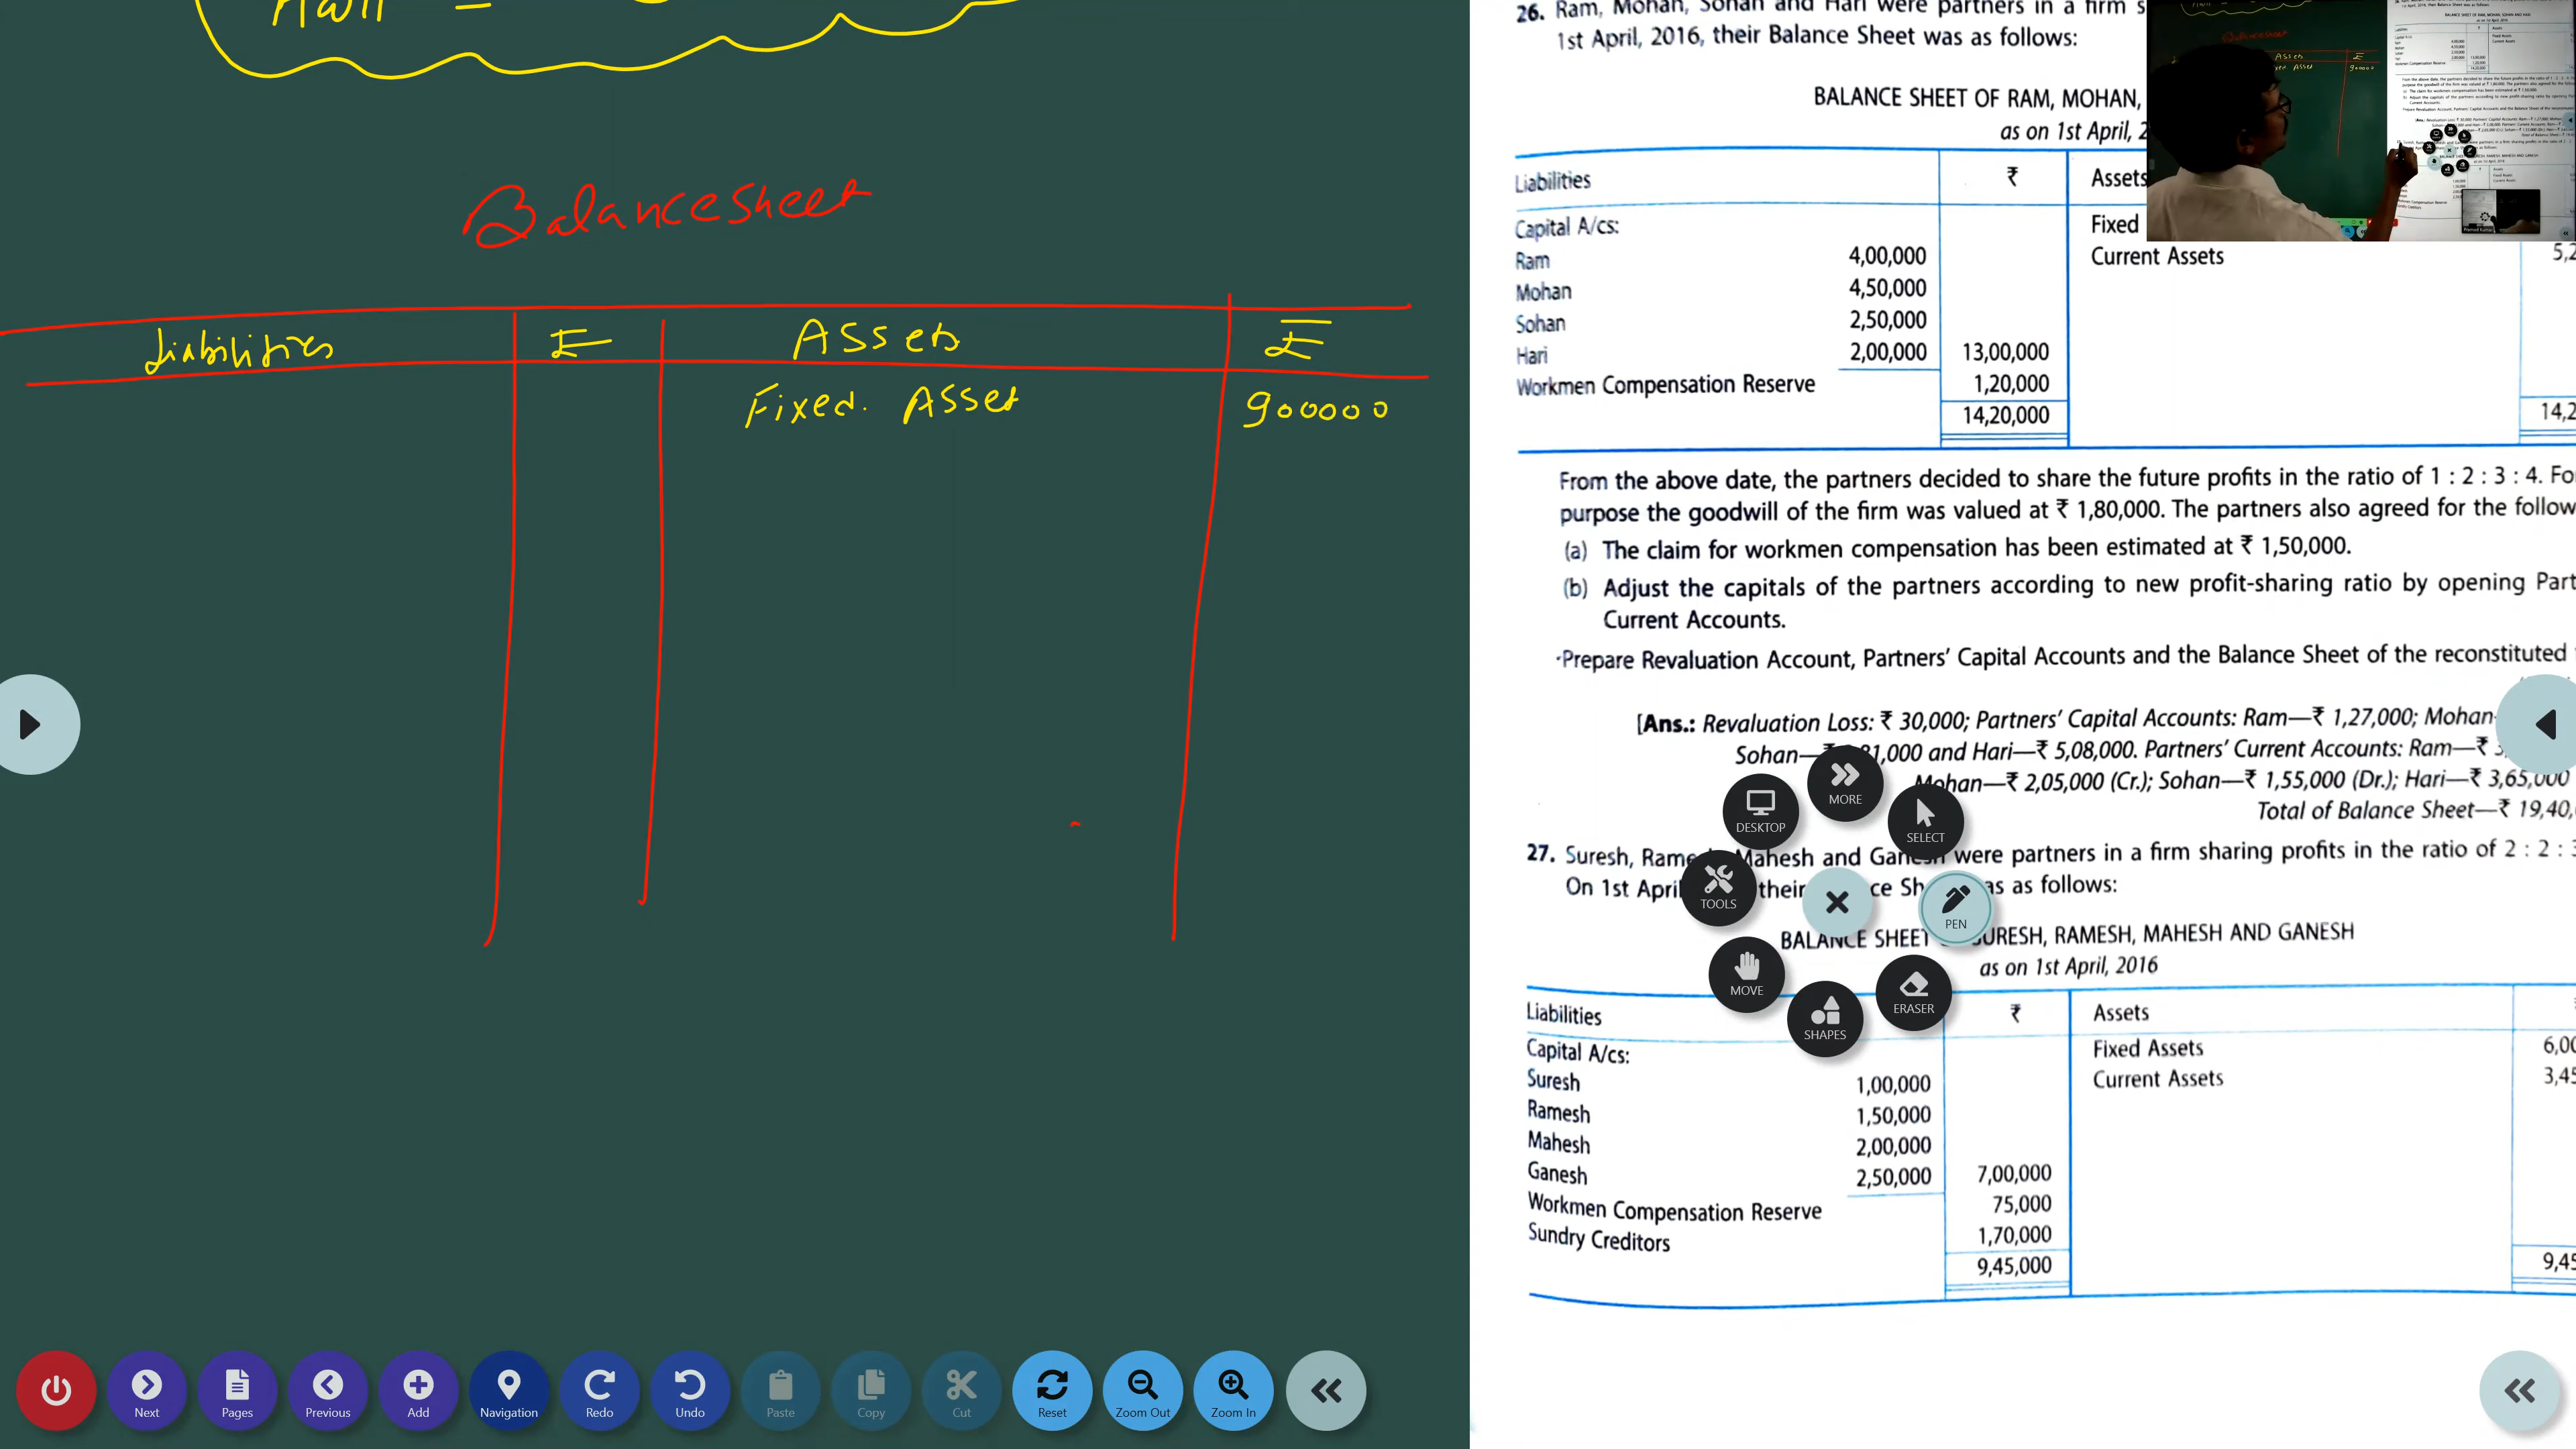 Balancesheet
Liabilities ₹ Assets ₹
Fixed. Asset 900000
26. Ram, Mohan, Sohan and Hari were partners in a firm s
1st April, 2016, their Balance Sheet was as follows:
BALANCE SHEET OF RAM, MOHAN,
as on 1st April, 2
Liabilities ₹ Assets
Capital A/cs: Fixed
Ram 4,00,000 Current Assets 5,2
Mohan 4,50,000
Sohan 2,50,000
Hari 2,00,000 13,00,000
Workmen Compensation Reserve 1,20,000
14,20,000 14,2
From the above date, the partners decided to share the future profits in the ratio of 1 : 2 : 3 : 4. Fo
purpose the goodwill of the firm was valued at ₹ 1,80,000. The partners also agreed for the follow
(a) The claim for workmen compensation has been estimated at ₹ 1,50,000.
(b) Adjust the capitals of the partners according to new profit-sharing ratio by opening Part
Current Accounts.
Prepare Revaluation Account, Partners' Capital Accounts and the Balance Sheet of the reconstituted
[Ans.: Revaluation Loss: ₹ 30,000; Partners' Capital Accounts: Ram—₹ 1,27,000; Mohan
Sohan—₹ 81,000 and Hari—₹ 5,08,000. Partners' Current Accounts: Ram—₹
Mohan—₹ 2,05,000 (Cr.); Sohan—₹ 1,55,000 (Dr.); Hari—₹ 3,65,000
Total of Balance Sheet—₹ 19,40,
27. Suresh, Rame Mahesh and Ganesh were partners in a firm sharing profits in the ratio of 2 : 2 : 3
On 1st April their ce Sh as as follows:
BALANCE SHEET URESH, RAMESH, MAHESH AND GANESH
as on 1st April, 2016
Liabilities ₹ Assets
Capital A/cs: Fixed Assets 6,00
Suresh 1,00,000 Current Assets 3,45
Ramesh 1,50,000
Mahesh 2,00,000
Ganesh 2,50,000 7,00,000
Workmen Compensation Reserve 75,000
Sundry Creditors 1,70,000
9,45,000 9,45
MORE
DESKTOP
SELECT
TOOLS
PEN
MOVE
ERASER
SHAPES
Next Pages Previous Add Navigation Redo Undo Paste Copy Cut Reset Zoom Out Zoom In